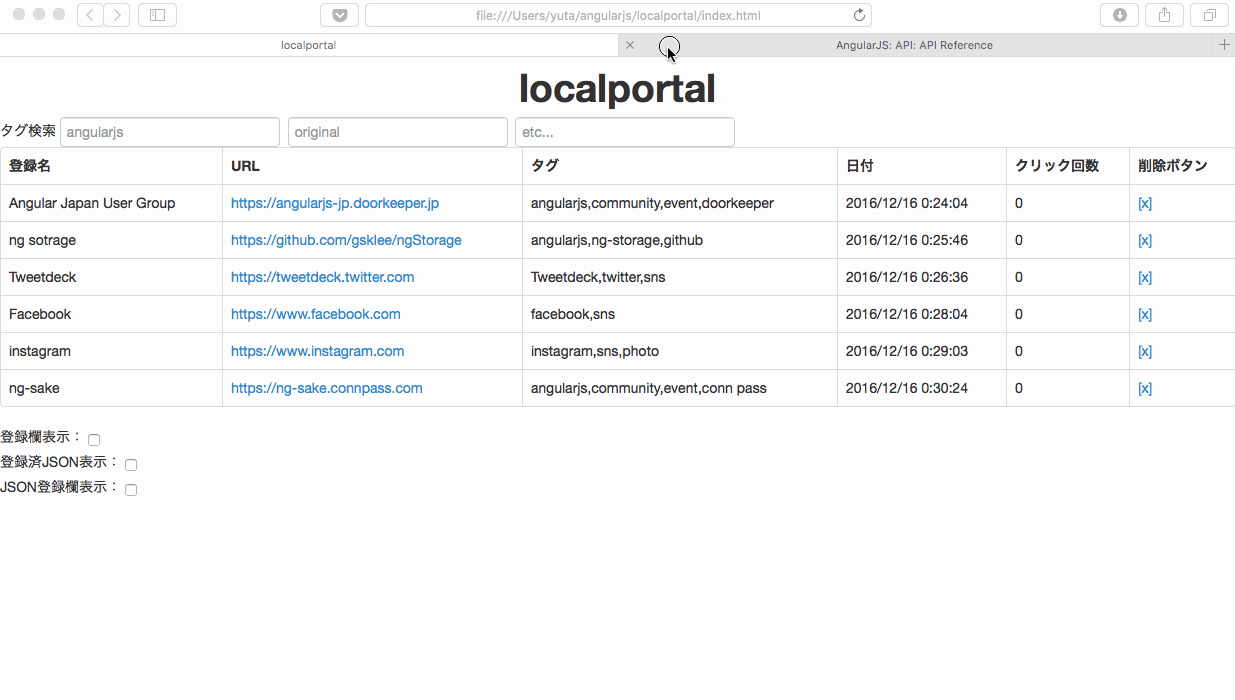 file:///Users/yuta/angularjs/localportal/index.html
localportal
AngularJS: API: API Reference
localportal
タグ検索 angularjs original etc...
登録名 URL タグ 日付 クリック回数 削除ボタン
Angular Japan User Group https://angularjs-jp.doorkeeper.jp angularjs,community,event,doorkeeper 2016/12/16 0:24:04 0 [x]
ng sotrage https://github.com/gsklee/ngStorage angularjs,ng-storage,github 2016/12/16 0:25:46 0 [x]
Tweetdeck https://tweetdeck.twitter.com Tweetdeck,twitter,sns 2016/12/16 0:26:36 0 [x]
Facebook https://www.facebook.com facebook,sns 2016/12/16 0:28:04 0 [x]
instagram https://www.instagram.com instagram,sns,photo 2016/12/16 0:29:03 0 [x]
ng-sake https://ng-sake.connpass.com angularjs,community,event,conn pass 2016/12/16 0:30:24 0 [x]
登録欄表示：
登録済JSON表示：
JSON登録欄表示：